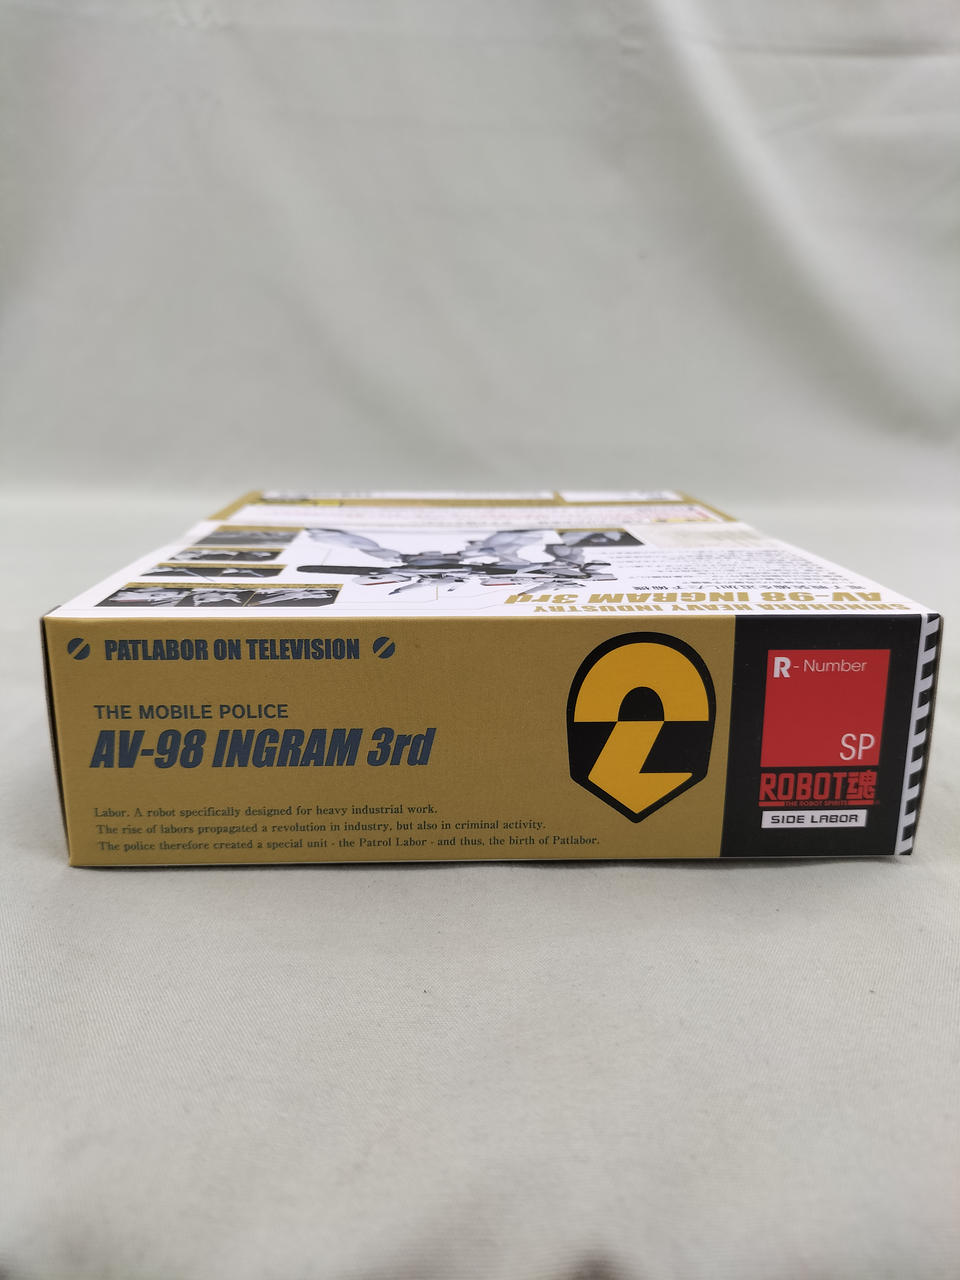 SHINOHARA HEAVY INDUSTRY
AV-98 INGRAM 3rd
PATLABOR ON TELEVISION
THE MOBILE POLICE
AV-98 INGRAM 3rd
Labor. A robot specifically designed for heavy industrial work.
The rise of labors propagated a revolution in industry, but also in criminal activity.
The police therefore created a special unit - the Patrol Labor - and thus, the birth of Patlabor.
2
R - Number
SP
ROBOT魂
THE ROBOT SPIRITS
SIDE LABOR